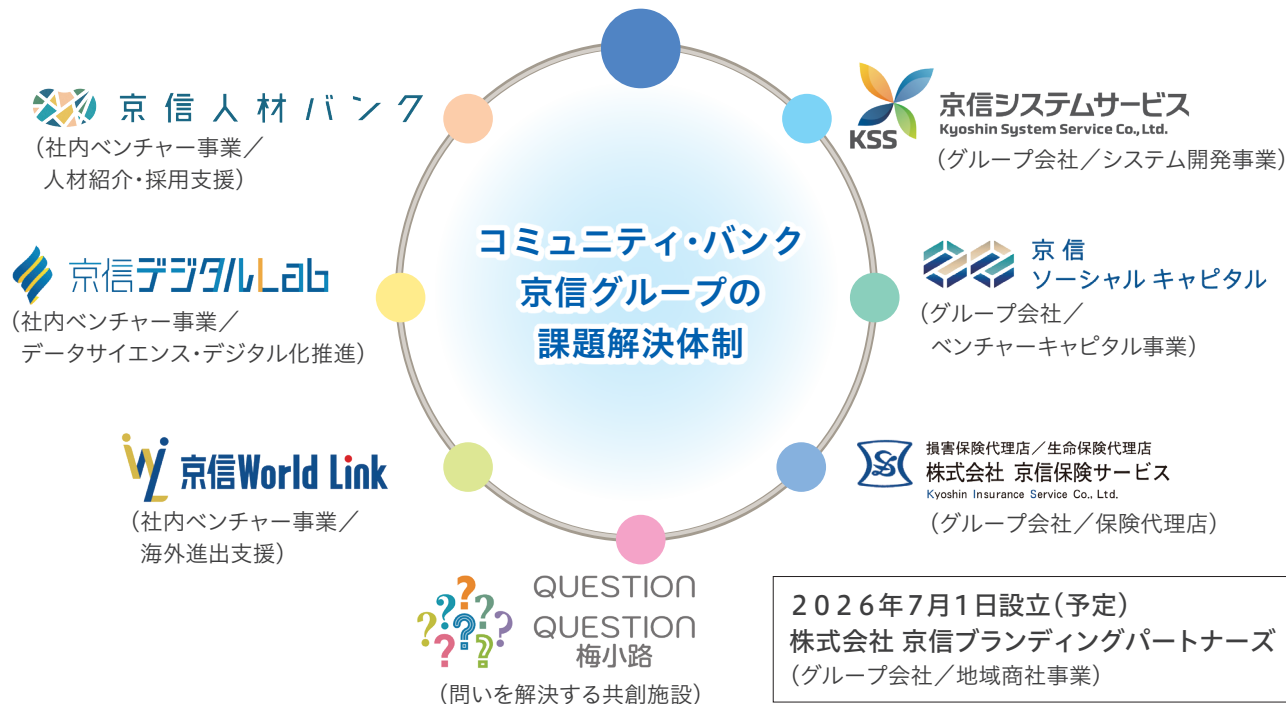 京信人材バンク
（社内ベンチャー事業／
人材紹介・採用支援）
京信デジタルLab
（社内ベンチャー事業／
データサイエンス・デジタル化推進）
京信World Link
（社内ベンチャー事業／
海外進出支援）
コミュニティ・バンク
京信グループの
課題解決体制
KSS
京信システムサービス
Kyoshin System Service Co., Ltd.
（グループ会社／システム開発事業）
京信
ソーシャル キャピタル
（グループ会社／
ベンチャーキャピタル事業）
損害保険代理店／生命保険代理店
株式会社 京信保険サービス
Kyoshin Insurance Service Co., Ltd.
（グループ会社／保険代理店）
QUESTION
QUESTION
梅小路
（問いを解決する共創施設）
2026年7月1日設立（予定）
株式会社 京信ブランディングパートナーズ
（グループ会社／地域商社事業）